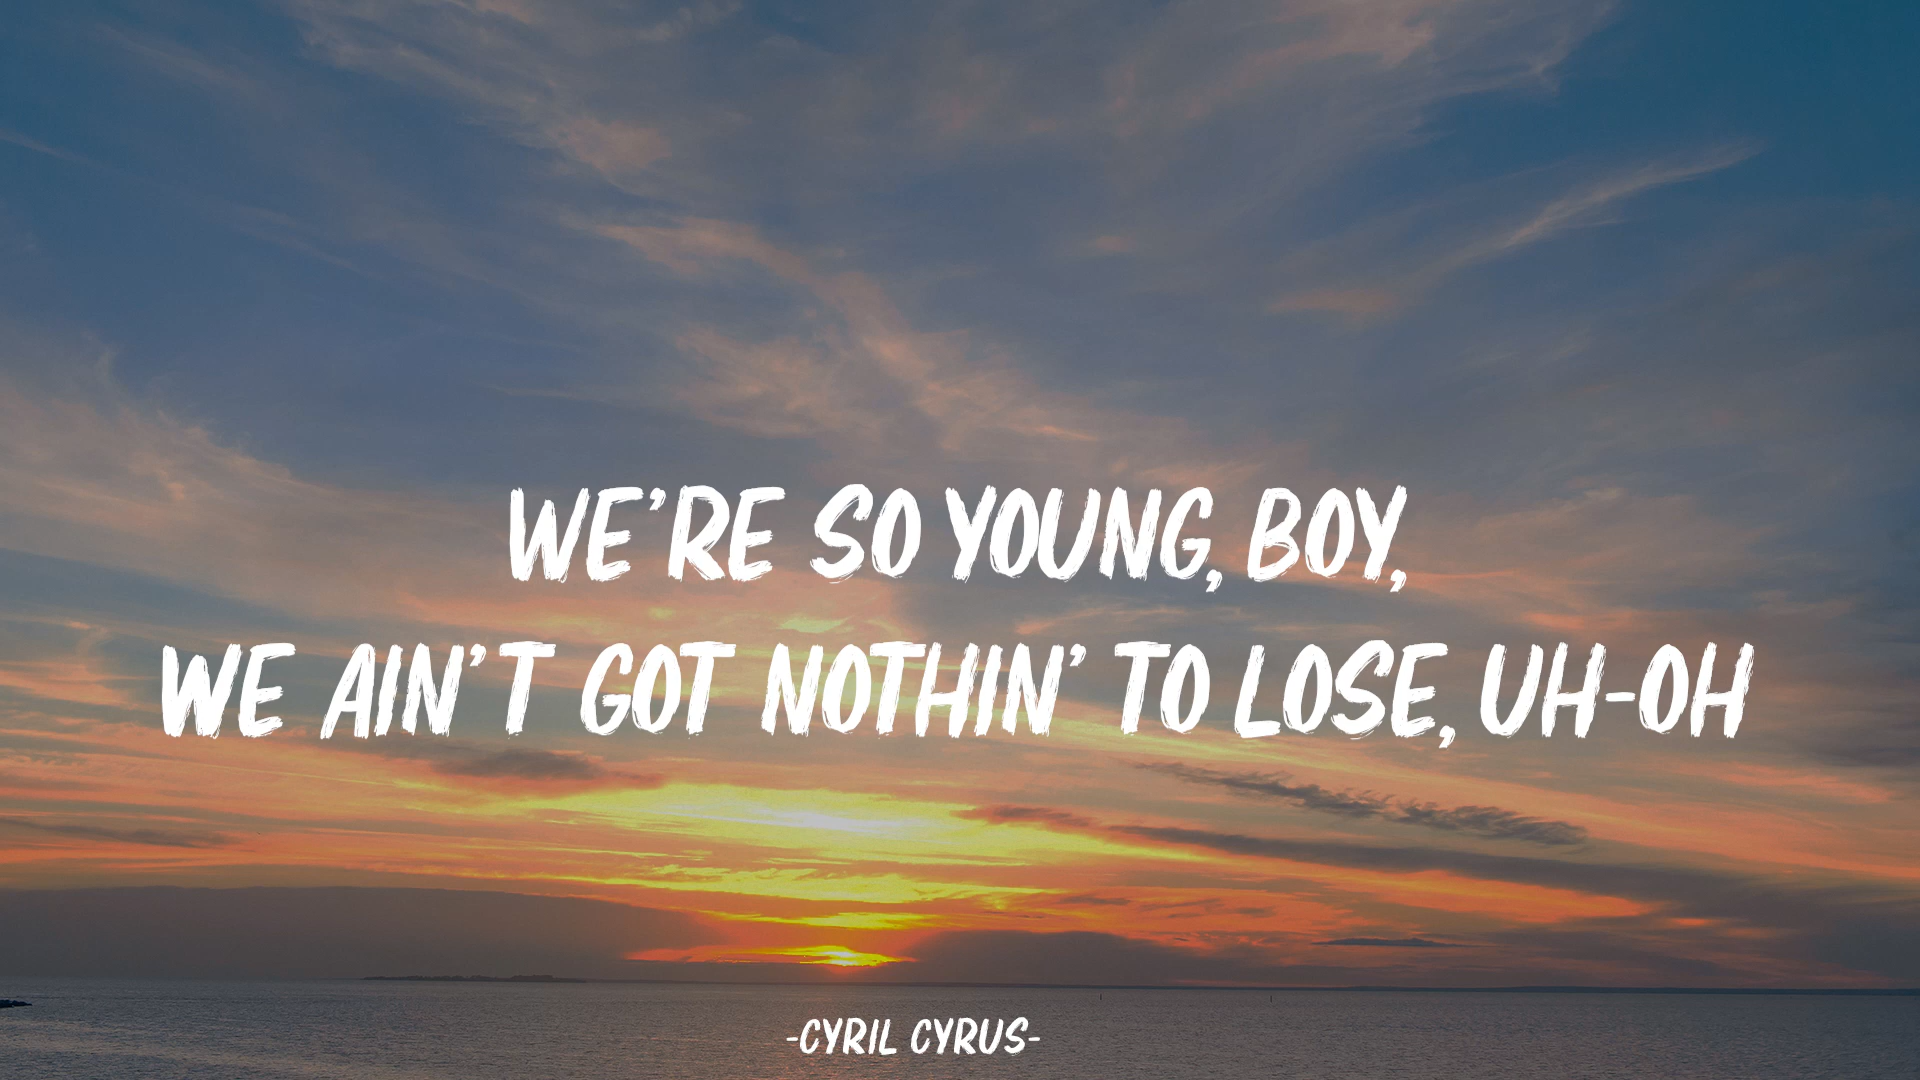 WE'RE SO YOUNG, BOY,
WE AIN'T GOT NOTHIN' TO LOSE, UH-OH
-CYRIL CYRUS-